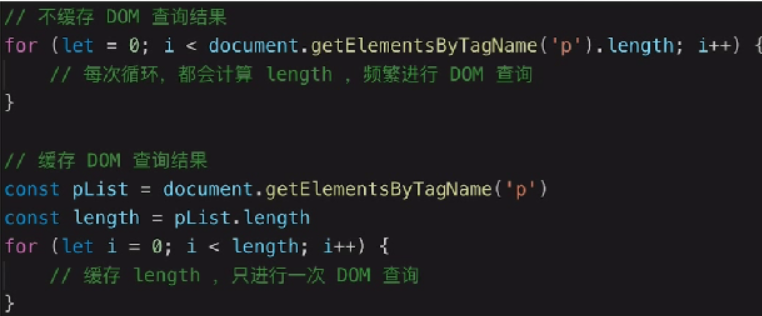 // 不缓存 DOM 查询结果
for (let = 0; i < document.getElementsByTagName('p').length; i++) {
    // 每次循环，都会计算 length ，频繁进行 DOM 查询
}

// 缓存 DOM 查询结果
const pList = document.getElementsByTagName('p')
const length = pList.length
for (let i = 0; i < length; i++) {
    // 缓存 length ，只进行一次 DOM 查询
}